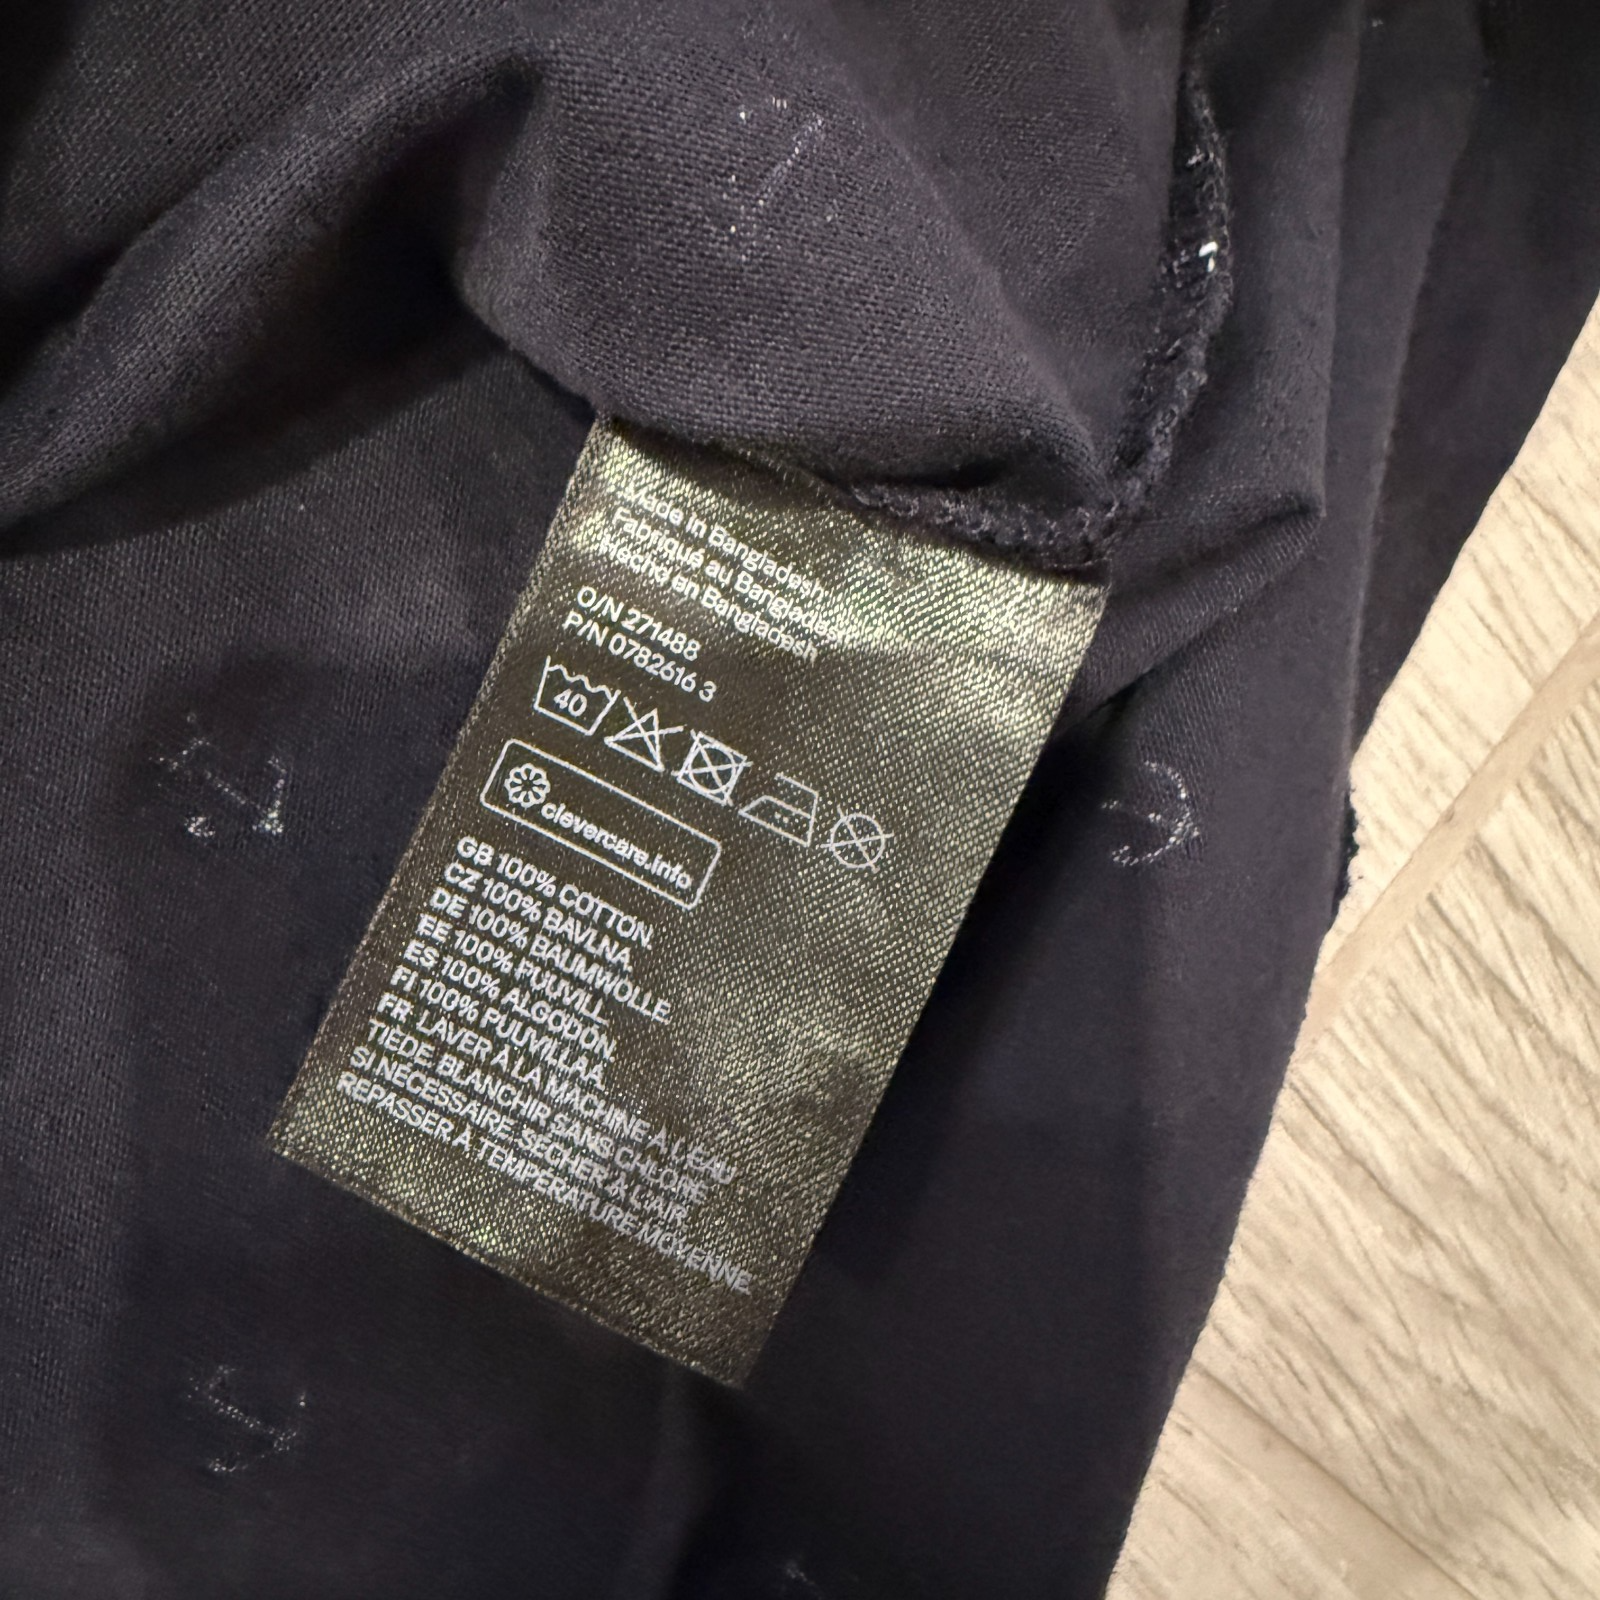 Made in Bangladesh
Fabriqué au Bangladesh
Hecho en Bangladesh
O/N 271488
P/N 0782616 3
40
clevercare.info
GB 100% COTTON.
CZ 100% BAVLNA.
DE 100% BAUMWOLLE.
EE 100% PUUVILL.
ES 100% ALGODÓN.
FI 100% PUUVILLAA.
FR LAVER À LA MACHINE À L'EAU
TIÈDE. BLANCHIR SANS CHLORE
SI NÉCESSAIRE. SÉCHER À L'AIR.
REPASSER À TEMPÉRATURE MOYENNE